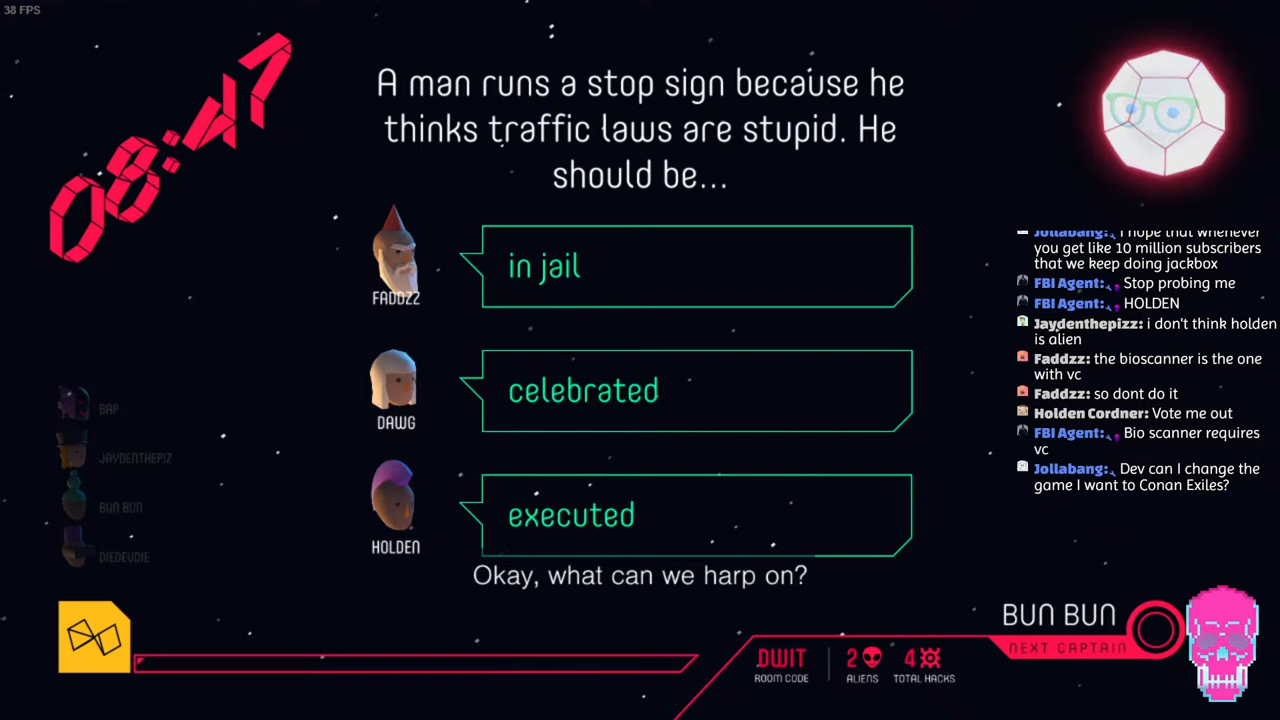 38 FPS
08:47
A man runs a stop sign because he
thinks traffic laws are stupid. He
should be...
FADDZZ
in jail
DAWG
celebrated
HOLDEN
executed
Okay, what can we harp on?
BAP
JAYDENTHEPIZ
BUN BUN
DIEDEVDIE
Jollabang: I hope that whenever
you get like 10 million subscribers
that we keep doing jackbox
FBI Agent: Stop probing me
FBI Agent: HOLDEN
Jaydenthepizz: i don't think holden
is alien
Faddzz: the bioscanner is the one
with vc
Faddzz: so dont do it
Holden Cordner: Vote me out
FBI Agent: Bio scanner requires
vc
Jollabang: Dev can I change the
game I want to Conan Exiles?
BUN BUN
NEXT CAPTAIN
DWIT
ROOM CODE
2
ALIENS
4
TOTAL HACKS